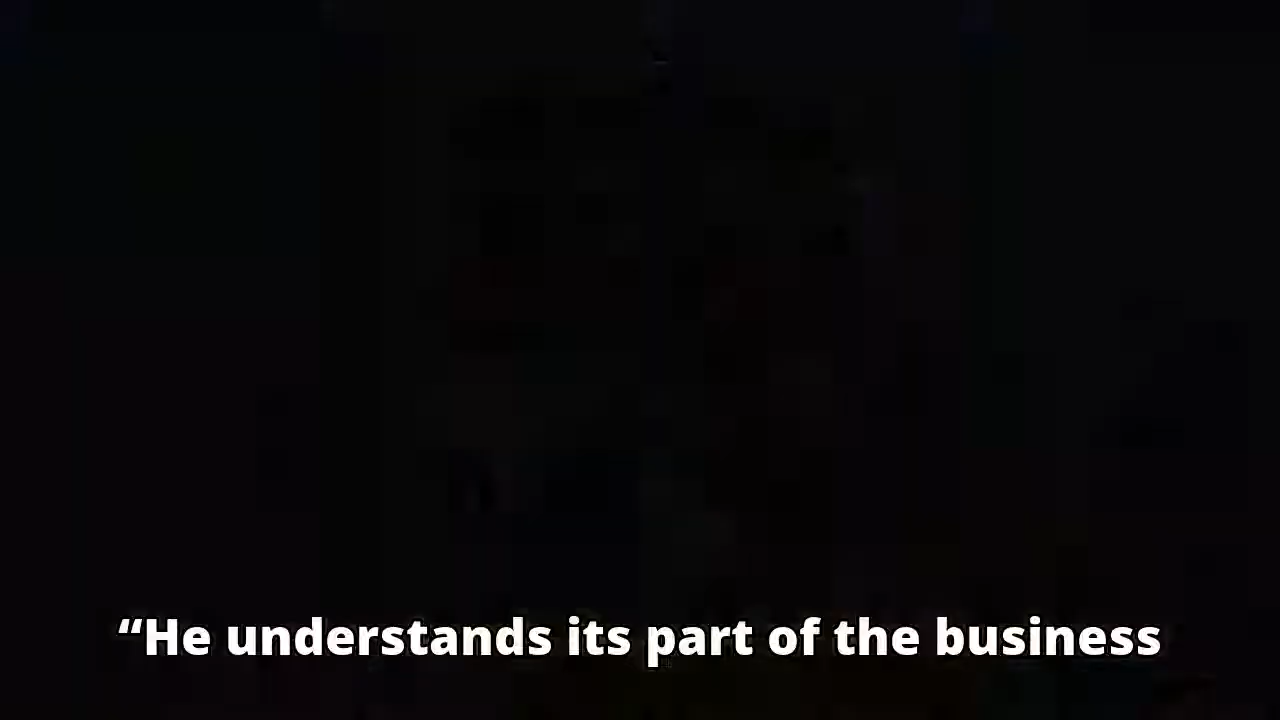 “He understands its part of the business